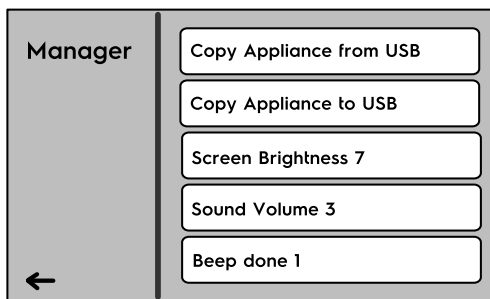 Manager
Copy Appliance from USB
Copy Appliance to USB
Screen Brightness 7
Sound Volume 3
Beep done 1